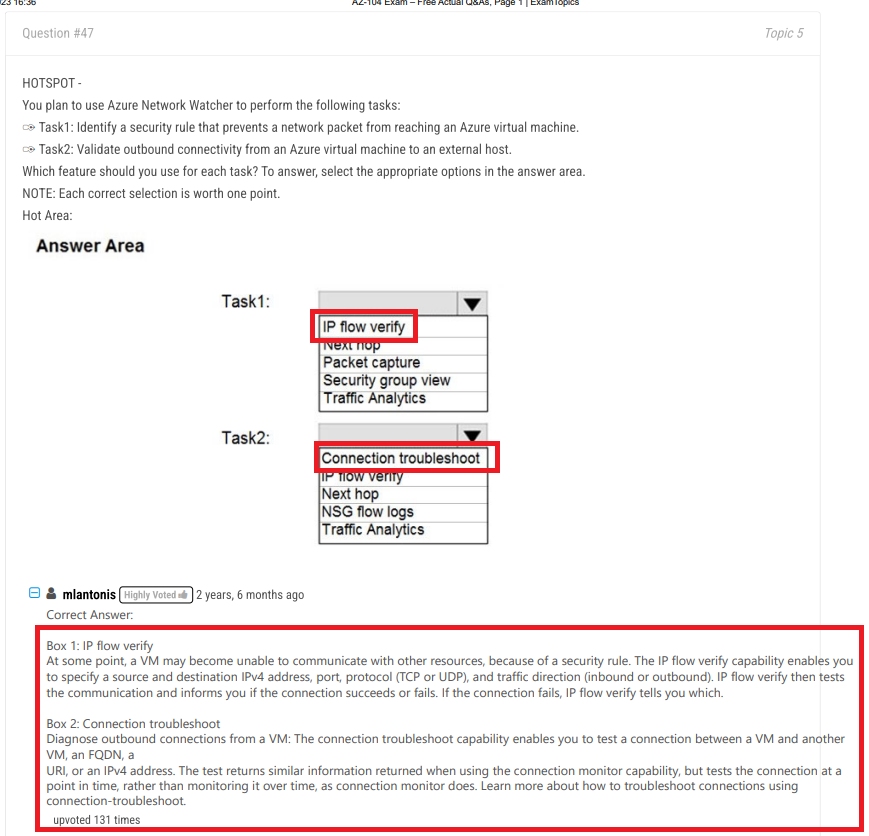 23 16:36
AZ-104 Exam – Free Actual Q&As, Page 1 | ExamTopics
Question #47
Topic 5
HOTSPOT -
You plan to use Azure Network Watcher to perform the following tasks:
Task1: Identify a security rule that prevents a network packet from reaching an Azure virtual machine.
Task2: Validate outbound connectivity from an Azure virtual machine to an external host.
Which feature should you use for each task? To answer, select the appropriate options in the answer area.
NOTE: Each correct selection is worth one point.
Hot Area:
Answer Area
Task1:
IP flow verify
Next hop
Packet capture
Security group view
Traffic Analytics
Task2:
Connection troubleshoot
IP flow verify
Next hop
NSG flow logs
Traffic Analytics
mlantonis Highly Voted 2 years, 6 months ago
Correct Answer:
Box 1: IP flow verify
At some point, a VM may become unable to communicate with other resources, because of a security rule. The IP flow verify capability enables you
to specify a source and destination IPv4 address, port, protocol (TCP or UDP), and traffic direction (inbound or outbound). IP flow verify then tests
the communication and informs you if the connection succeeds or fails. If the connection fails, IP flow verify tells you which.
Box 2: Connection troubleshoot
Diagnose outbound connections from a VM: The connection troubleshoot capability enables you to test a connection between a VM and another
VM, an FQDN, a
URI, or an IPv4 address. The test returns similar information returned when using the connection monitor capability, but tests the connection at a
point in time, rather than monitoring it over time, as connection monitor does. Learn more about how to troubleshoot connections using
connection-troubleshoot.
upvoted 131 times